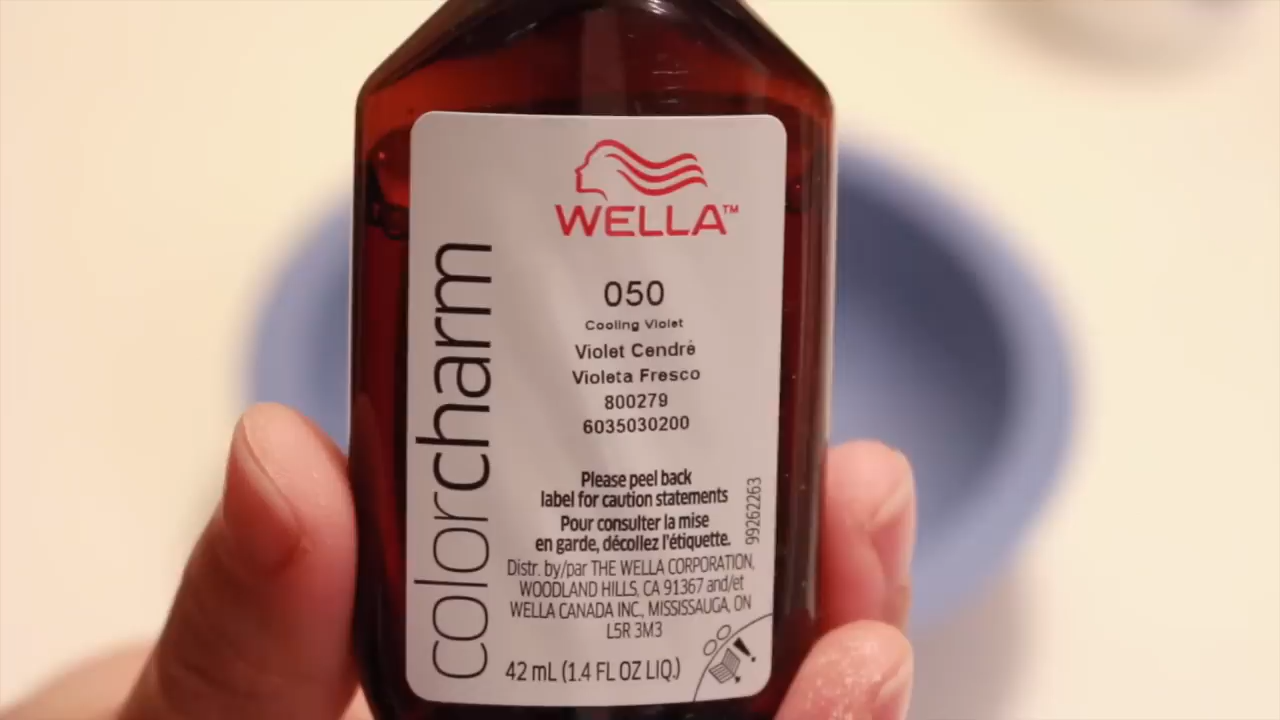 WELLA™
colorcharm
050
Cooling Violet
Violet Cendré
Violeta Fresco
800279
6035030200
Please peel back
label for caution statements
Pour consulter la mise
en garde, décollez l'étiquette.
99262263
Distr. by/par THE WELLA CORPORATION,
WOODLAND HILLS, CA 91367 and/et
WELLA CANADA INC., MISSISSAUGA, ON
L5R 3M3
42 mL (1.4 FL OZ LIQ.)